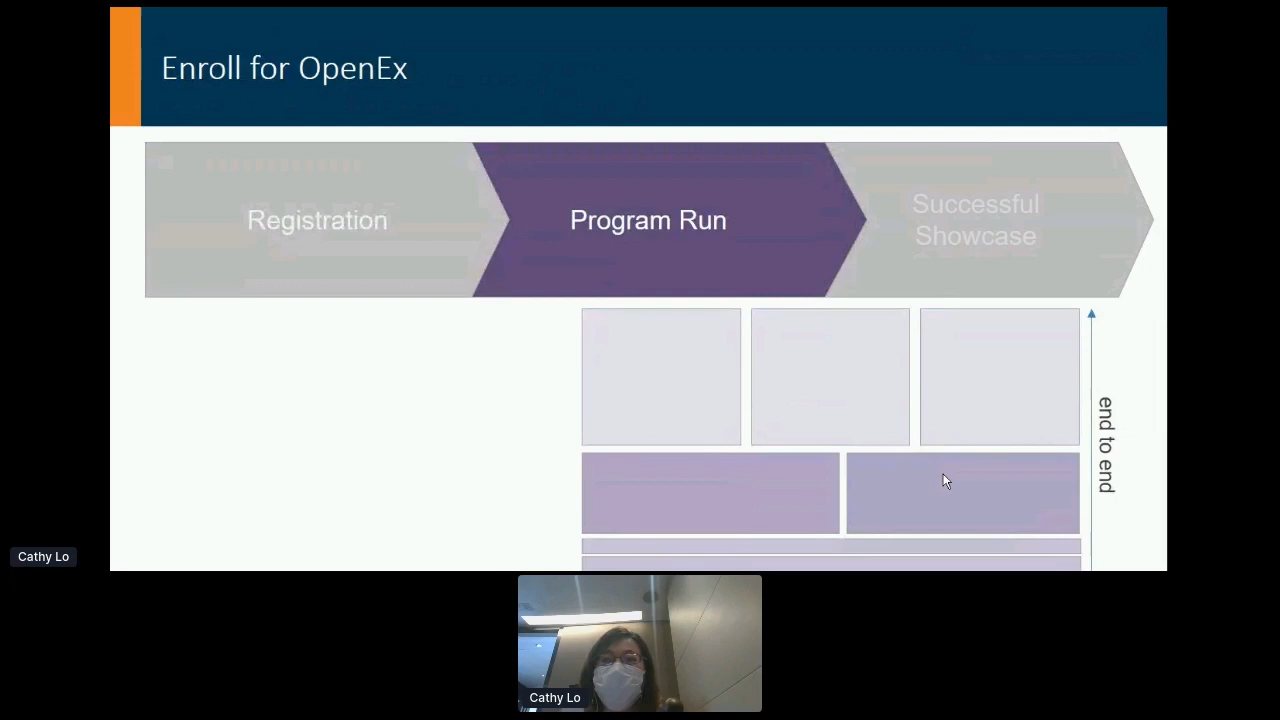 Enroll for OpenEx
Registration
Program Run
Successful
Showcase
end to end
Cathy Lo
Cathy Lo